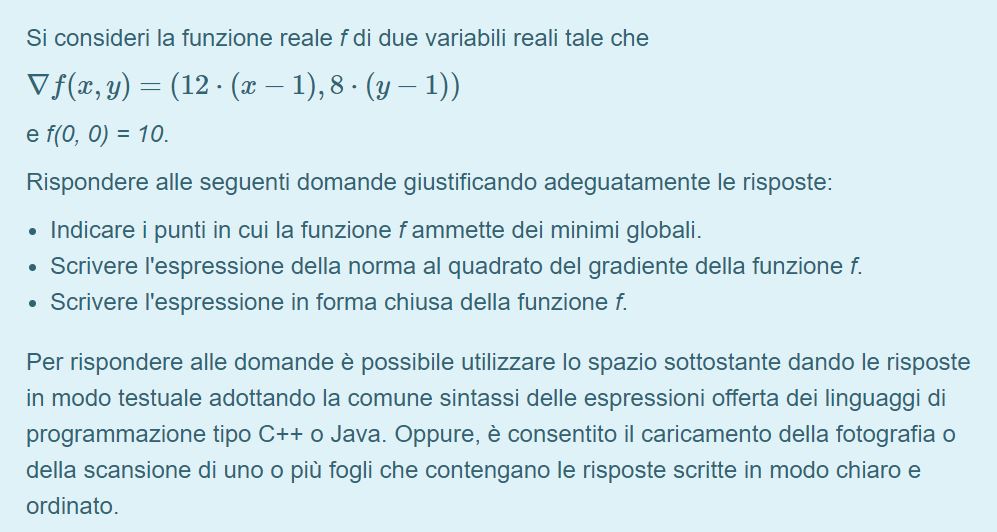 Si consideri la funzione reale f di due variabili reali tale che
∇f(x, y) = (12 · (x − 1), 8 · (y − 1))
e f(0, 0) = 10.
Rispondere alle seguenti domande giustificando adeguatamente le risposte:
• Indicare i punti in cui la funzione f ammette dei minimi globali.
• Scrivere l'espressione della norma al quadrato del gradiente della funzione f.
• Scrivere l'espressione in forma chiusa della funzione f.
Per rispondere alle domande è possibile utilizzare lo spazio sottostante dando le risposte
in modo testuale adottando la comune sintassi delle espressioni offerta dei linguaggi di
programmazione tipo C++ o Java. Oppure, è consentito il caricamento della fotografia o
della scansione di uno o più fogli che contengano le risposte scritte in modo chiaro e
ordinato.